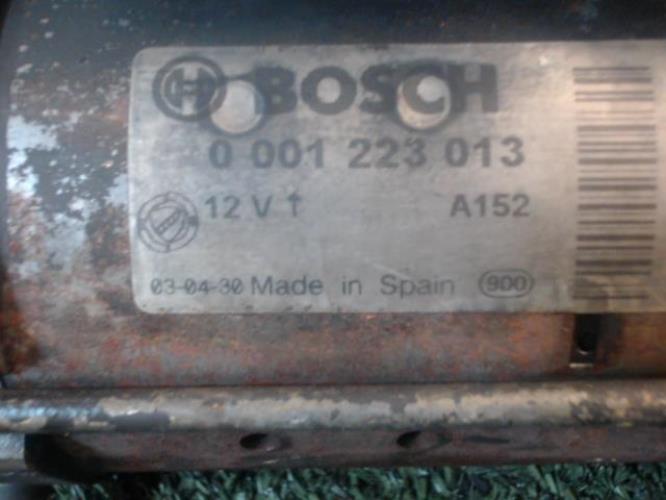 BOSCH
0 001 223 013
12 V ↑ A152
03-04-30 Made in Spain 900